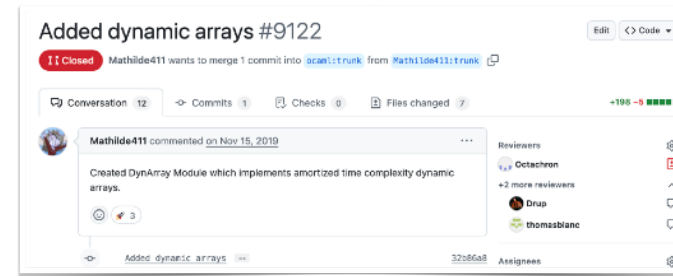 Added dynamic arrays #9122
Edit
<> Code
Closed
Mathilde411 wants to merge 1 commit into ocaml:trunk from Mathilde411:trunk
Conversation 12
Commits 1
Checks 0
Files changed 7
+198 −5
Mathilde411 commented on Nov 15, 2019
...
Created DynArray Module which implements amortized time complexity dynamic
arrays.
3
Added dynamic arrays
32b86a8
Reviewers
Octachron
+2 more reviewers
Drup
thomasblanc
Assignees